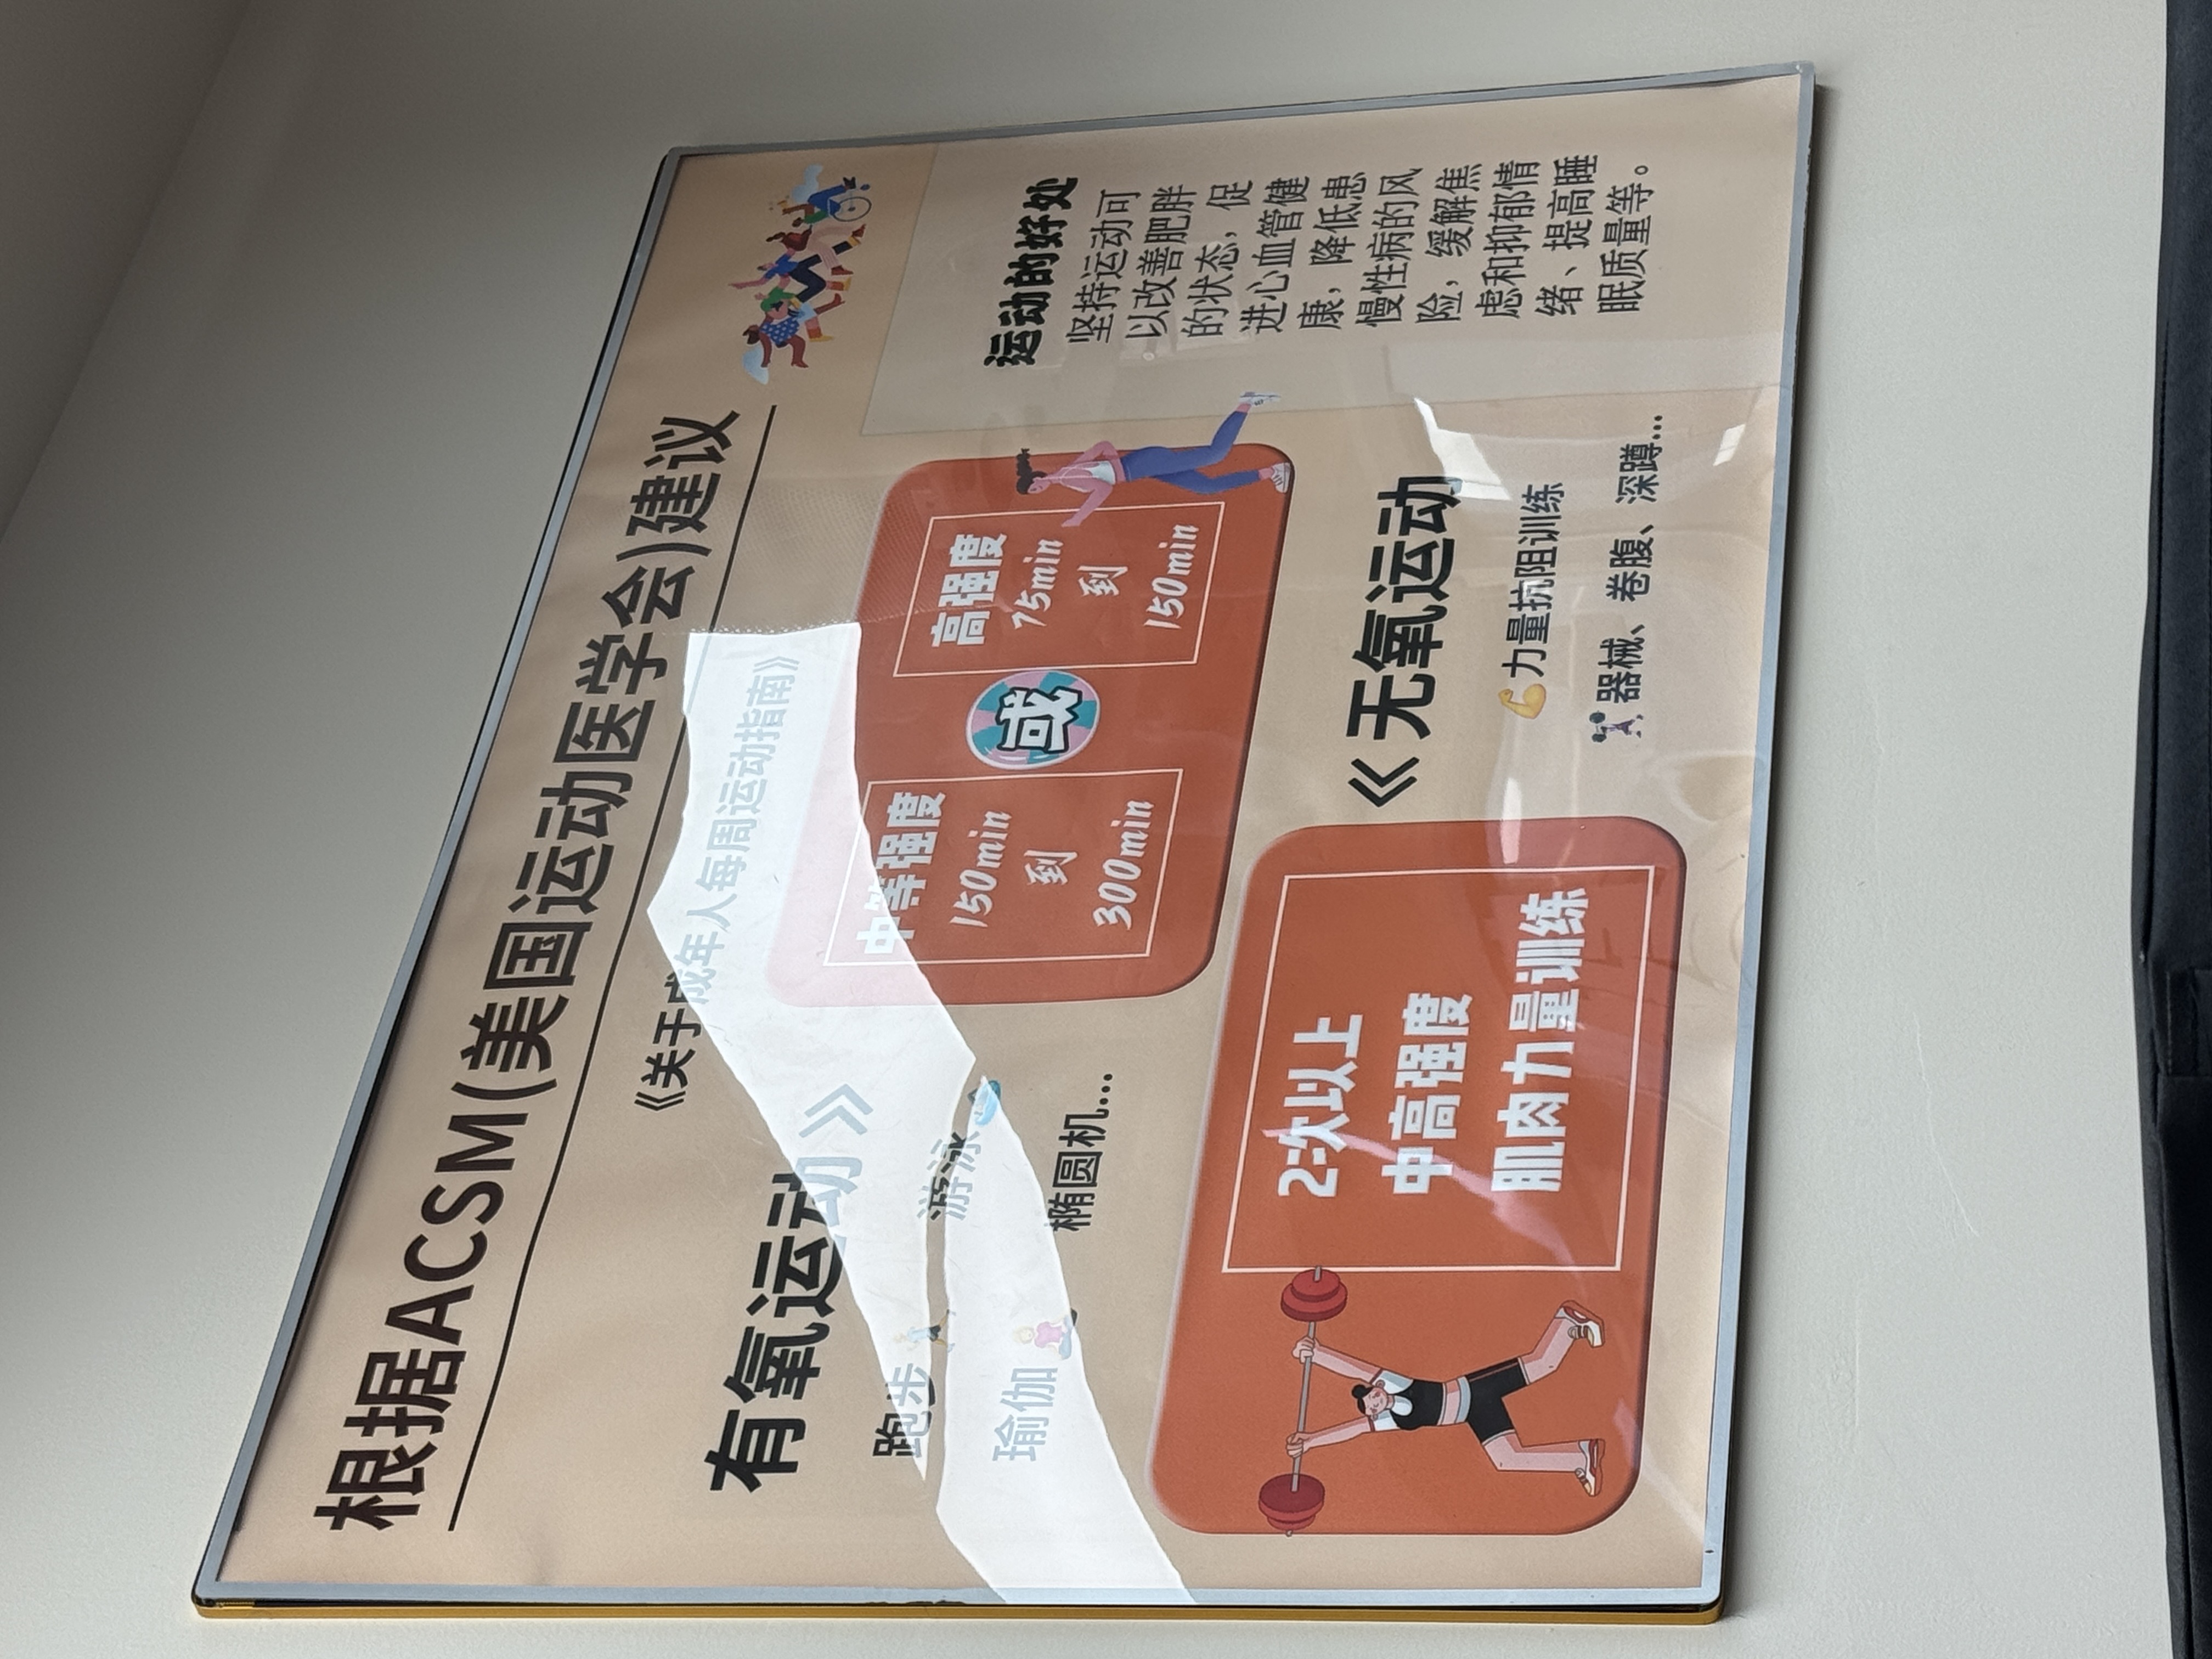 根据ACSM(美国运动医学会)建议
《关于成年人每周运动指南》
有氧运动》
跑步
游泳
瑜伽
椭圆机...
中等强度
150min
到
300min
或
高强度
75min
到
150min
运动的好处
坚持运动可
以改善肥胖
的状态，促
进心血管健
康，降低患
慢性病的风
险，缓解焦
虑和抑郁情
绪、提高睡
眠质量等。
2次以上
中高强度
肌肉力量训练
《无氧运动
力量抗阻训练
器械、卷腹、深蹲...